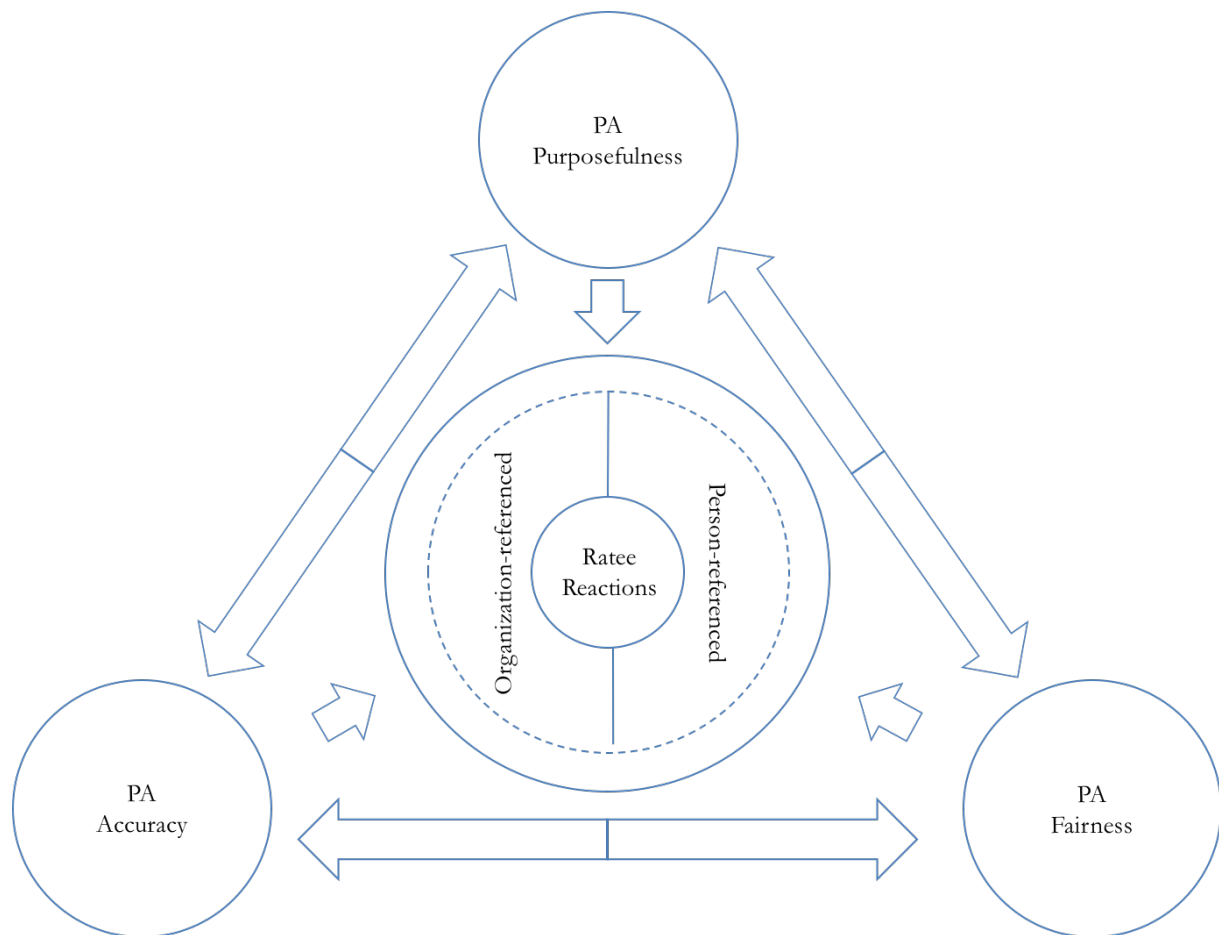 PA
Purposefulness
Organization-referenced
Ratee
Reactions
Person-referenced
PA
Accuracy
PA
Fairness